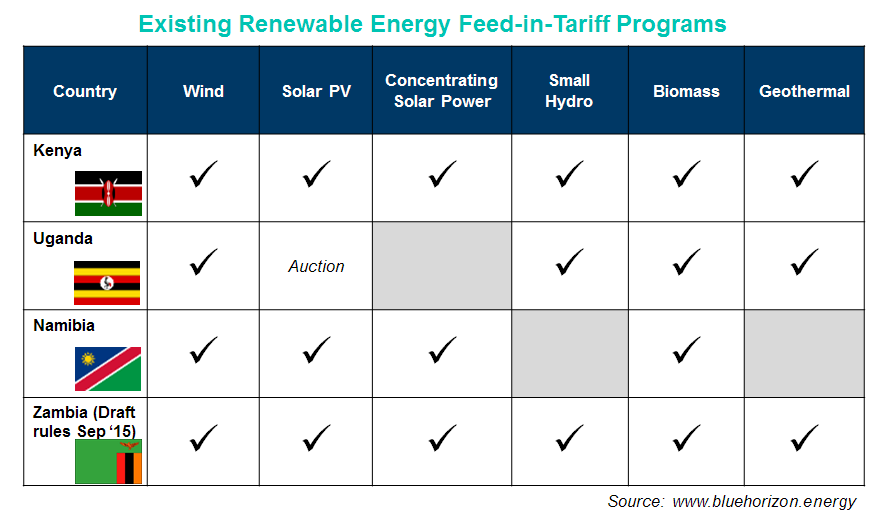 Existing Renewable Energy Feed-in-Tariff Programs
Country
Wind
Solar PV
Concentrating
Solar Power
Small
Hydro
Biomass
Geothermal
Kenya
Uganda
Auction
Namibia
Zambia (Draft
rules Sep ‘15)
Source: www.bluehorizon.energy